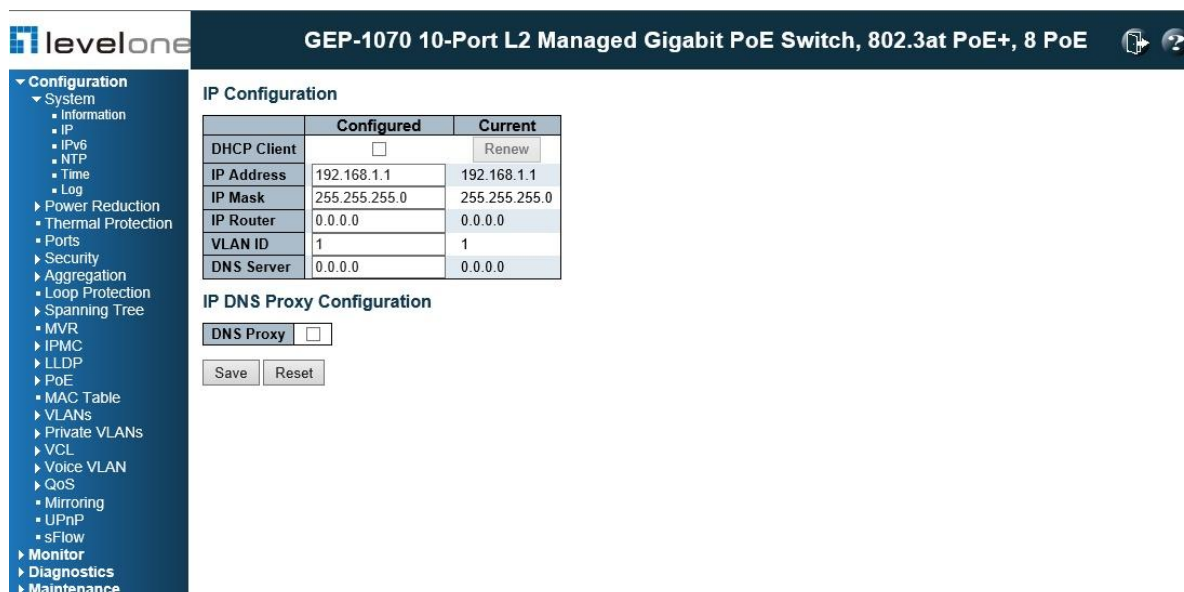 levelone
GEP-1070 10-Port L2 Managed Gigabit PoE Switch, 802.3at PoE+, 8 PoE
?
Configuration
System
Information
IP
IPv6
NTP
Time
Log
Power Reduction
Thermal Protection
Ports
Security
Aggregation
Loop Protection
Spanning Tree
MVR
IPMC
LLDP
PoE
MAC Table
VLANs
Private VLANs
VCL
Voice VLAN
QoS
Mirroring
UPnP
sFlow
Monitor
Diagnostics
Maintenance
IP Configuration
Configured Current
DHCP Client Renew
IP Address 192.168.1.1 192.168.1.1
IP Mask 255.255.255.0 255.255.255.0
IP Router 0.0.0.0 0.0.0.0
VLAN ID 1 1
DNS Server 0.0.0.0 0.0.0.0
IP DNS Proxy Configuration
DNS Proxy
Save Reset